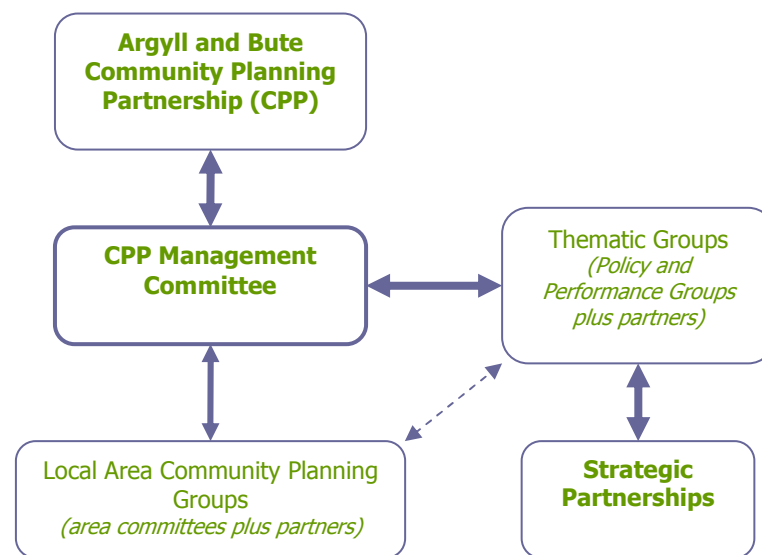 Argyll and Bute
Community Planning
Partnership (CPP)
CPP Management
Committee
Thematic Groups
(Policy and
Performance Groups
plus partners)
Local Area Community Planning
Groups
(area committees plus partners)
Strategic
Partnerships